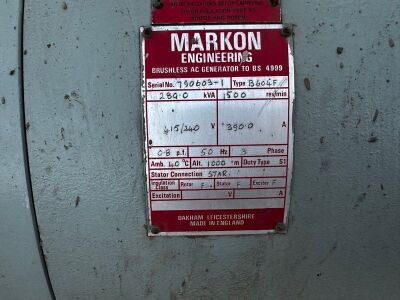 MARKON
ENGINEERING
BRUSHLESS AC GENERATOR TO BS 4999
Serial No. 790603-1 Type B604F
280.0 kVA 1500 rev/min
415/240 V 390.0 A
0.8 p.f. 50 Hz 3 Phase
Amb. 40 °C Alt. 1000 m Duty Type S1
Stator Connection STAR.
Insulation Class Rotor F Stator F Exciter F
Excitation V A
OAKHAM LEICESTERSHIRE
MADE IN ENGLAND